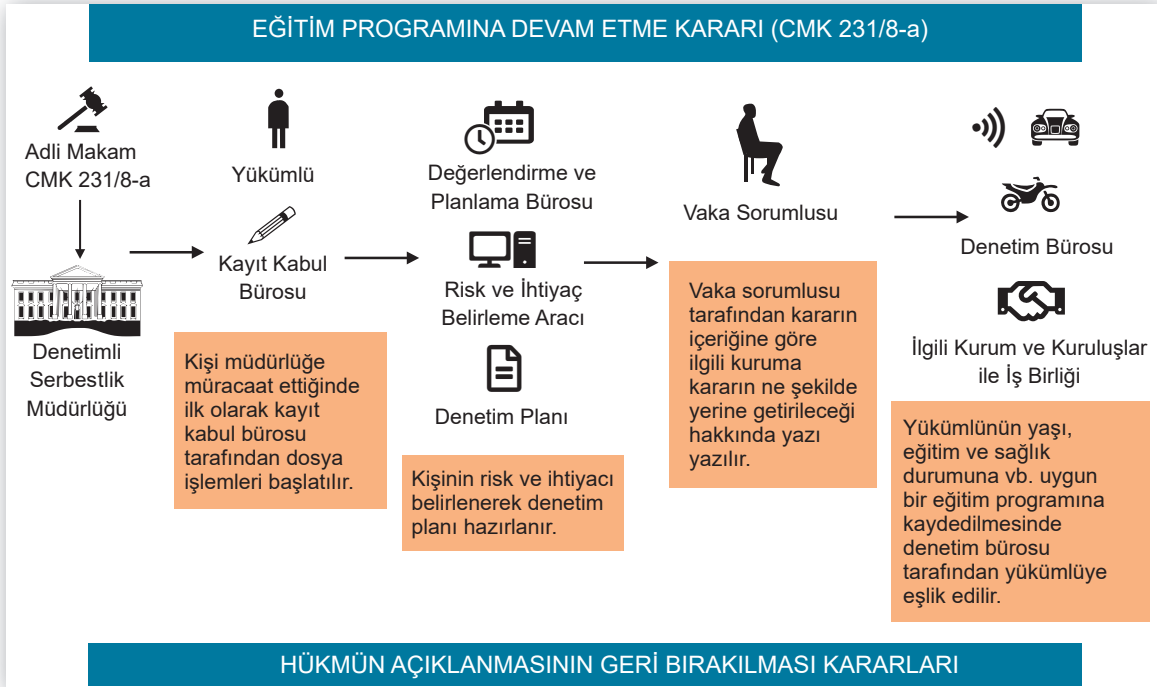 EĞİTİM PROGRAMINA DEVAM ETME KARARI (CMK 231/8-a)
Adli Makam
CMK 231/8-a
Denetimli
Serbestlik
Müdürlüğü
Yükümlü
Kayıt Kabul
Bürosu
Kişi müdürlüğe
müracaat ettiğinde
ilk olarak kayıt
kabul bürosu
tarafından dosya
işlemleri başlatılır.
Değerlendirme ve
Planlama Bürosu
Risk ve İhtiyaç
Belirleme Aracı
Denetim Planı
Kişinin risk ve ihtiyacı
belirlenerek denetim
planı hazırlanır.
Vaka Sorumlusu
Vaka sorumlusu
tarafından kararın
içeriğine göre
ilgili kuruma
kararın ne şekilde
yerine getirileceği
hakkında yazı
yazılır.
Denetim Bürosu
İlgili Kurum ve Kuruluşlar
ile İş Birliği
Yükümlünün yaşı,
eğitim ve sağlık
durumuna vb. uygun
bir eğitim programına
kaydedilmesinde
denetim bürosu
tarafından yükümlüye
eşlik edilir.
HÜKMÜN AÇIKLANMASININ GERİ BIRAKILMASI KARARLARI